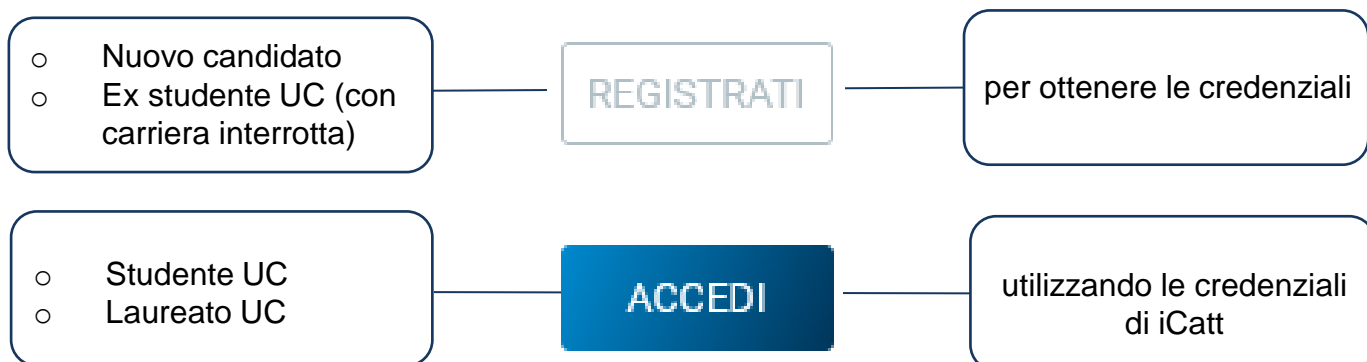 o Nuovo candidato
o Ex studente UC (con
carriera interrotta)
REGISTRATI
per ottenere le credenziali
o Studente UC
o Laureato UC
ACCEDI
utilizzando le credenziali
di iCatt